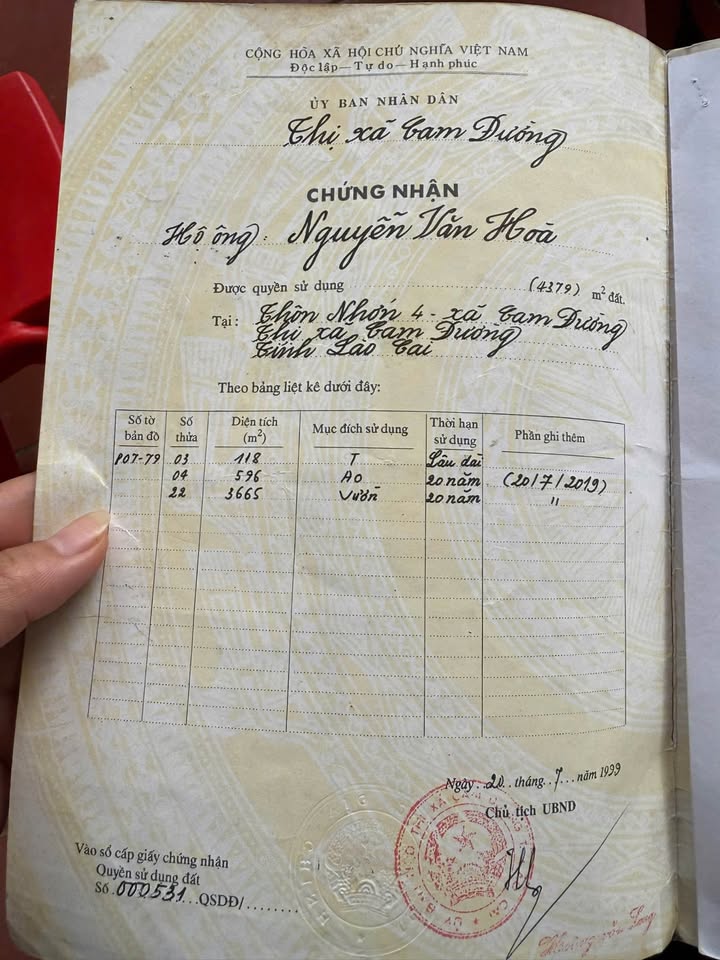 CỘNG HÒA XÃ HỘI CHỦ NGHĨA VIỆT NAM
Độc lập — Tự do — Hạnh phúc
ỦY BAN NHÂN DÂN
Thị xã Cam Đường
CHỨNG NHẬN
Hộ ông: Nguyễn Văn Hoà
Được quyền sử dụng (4379) m² đất.
Tại: Thôn Nhớn 4 - xã Cam Đường
Thị xã Cam Đường
Tỉnh Lào Cai
Theo bảng liệt kê dưới đây:
Số tờ bản đồ Số thửa Diện tích (m²) Mục đích sử dụng Thời hạn sử dụng Phần ghi thêm
P07-79 03 118 T Lâu dài
04 596 Ao 20 năm (20/7/2019)
22 3665 Vườn 20 năm "
Ngày 20 tháng 7 năm 1999
Chủ tịch UBND
Vào sổ cấp giấy chứng nhận
Quyền sử dụng đất
Số 000531 QSDĐ/